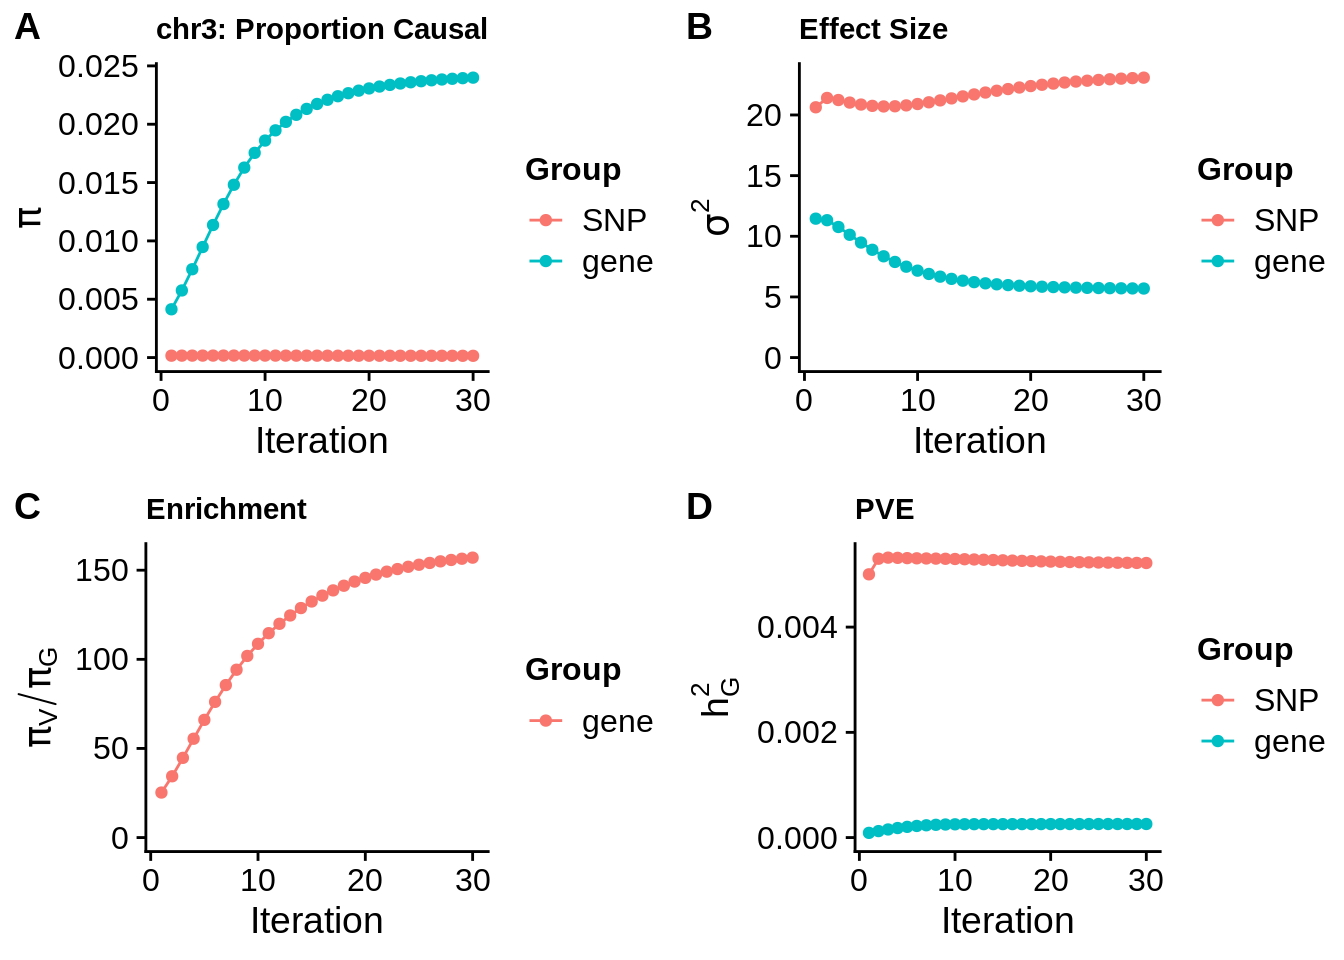 A
chr3: Proportion Causal
0.025
0.020
0.015
0.010
0.005
0.000
π
0 10 20 30
Iteration
Group
SNP
gene
B
Effect Size
20
15
10
5
0
σ²
0 10 20 30
Iteration
Group
SNP
gene
C
Enrichment
150
100
50
0
πV/πG
0 10 20 30
Iteration
Group
gene
D
PVE
0.004
0.002
0.000
h²G
0 10 20 30
Iteration
Group
SNP
gene